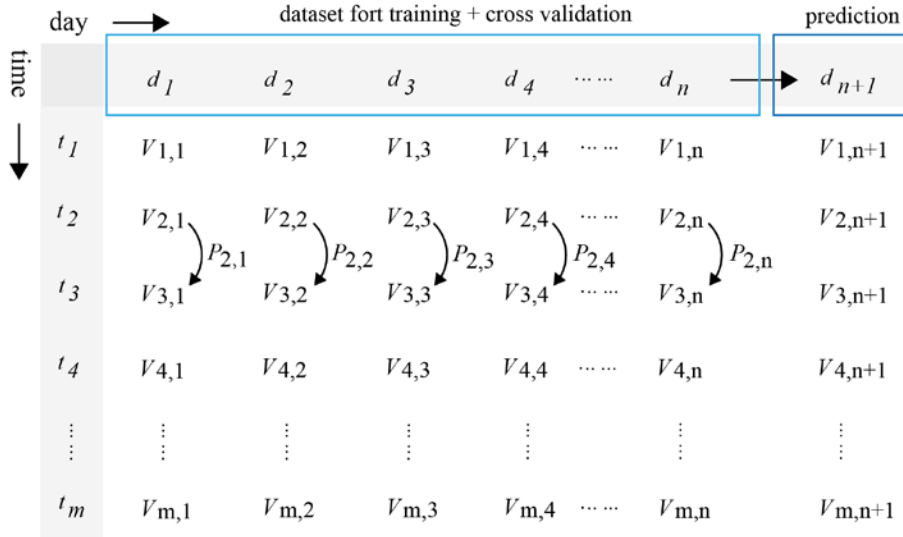 day dataset fort training + cross validation prediction
time
d1 d2 d3 d4 ...... dn dn+1
t1 V1,1 V1,2 V1,3 V1,4 ...... V1,n V1,n+1
t2 V2,1 V2,2 V2,3 V2,4 ...... V2,n V2,n+1
P2,1 P2,2 P2,3 P2,4 P2,n
t3 V3,1 V3,2 V3,3 V3,4 ...... V3,n V3,n+1
t4 V4,1 V4,2 V4,3 V4,4 ...... V4,n V4,n+1
tm Vm,1 Vm,2 Vm,3 Vm,4 ...... Vm,n Vm,n+1